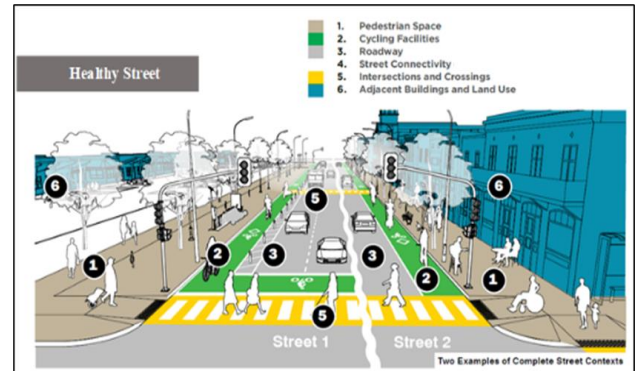 1. Pedestrian Space
2. Cycling Facilities
3. Roadway
4. Street Connectivity
5. Intersections and Crossings
6. Adjacent Buildings and Land Use
Healthy Street
6
6
5
1
2
3
3
2
1
5
Street 1
Street 2
Two Examples of Complete Street Contexts